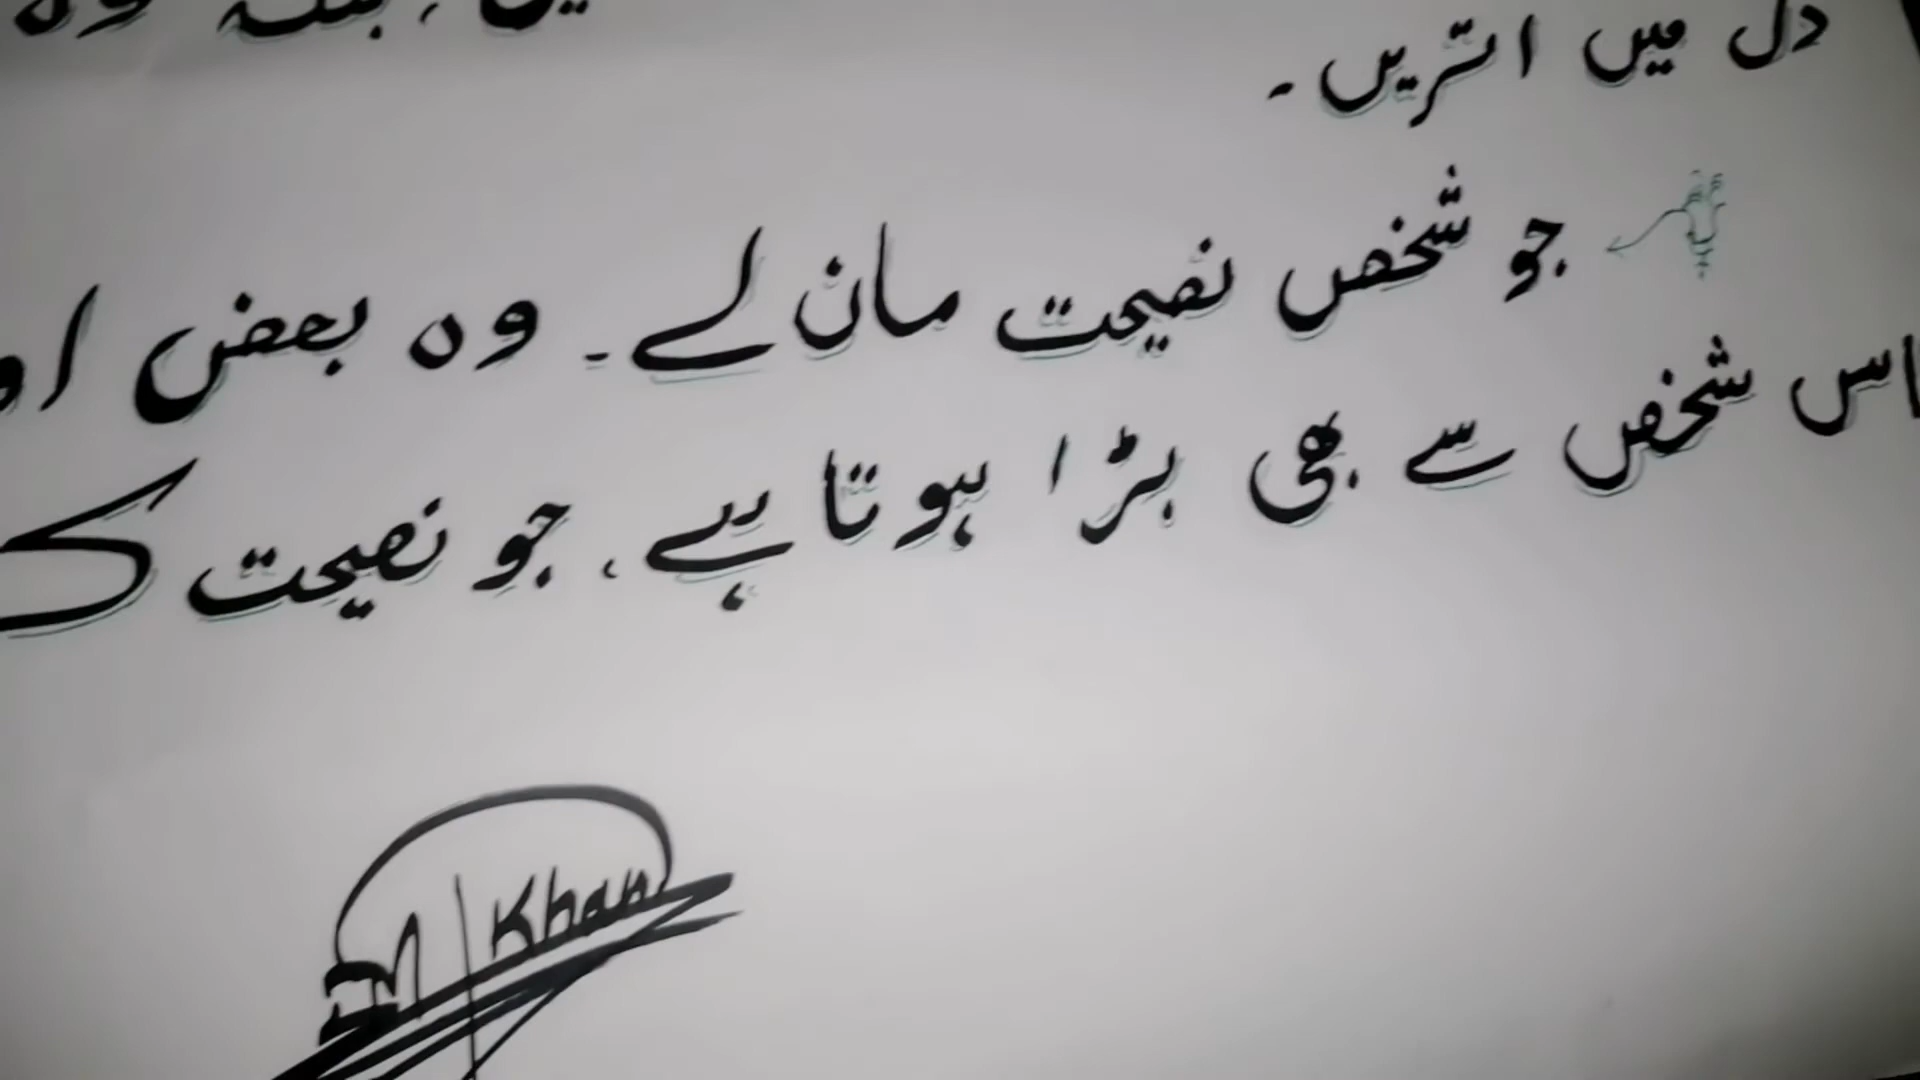 دل میں اتریں ۔
جو شخص نصیحت مان لے ۔ وہ بعض
اس شخص سے بھی بڑا ہوتا ہے ، جو نصیحت
Khan